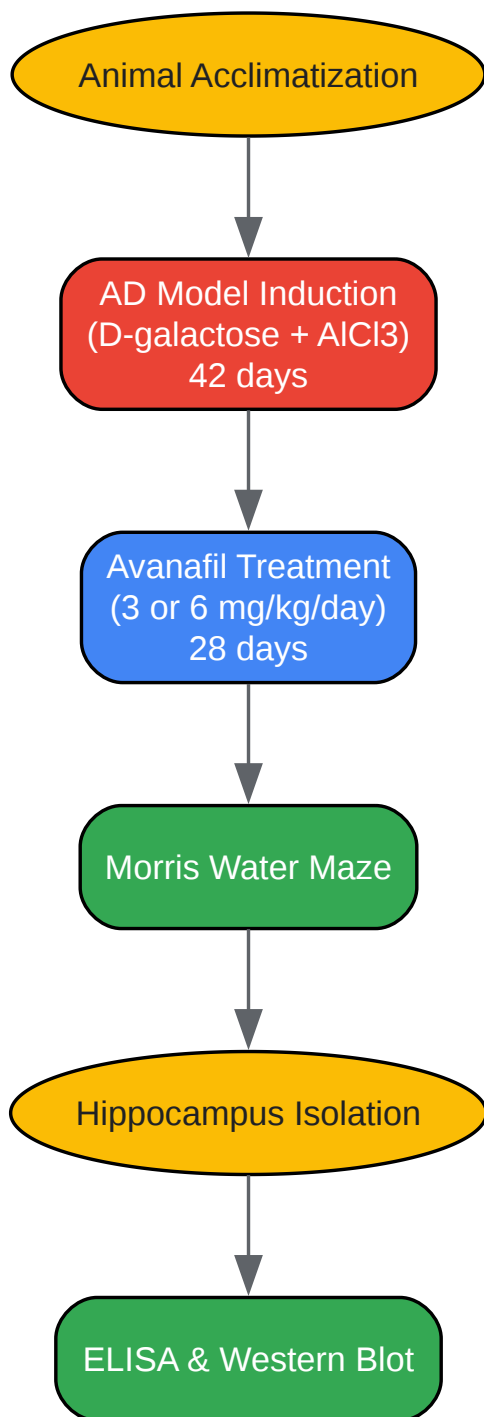 Animal Acclimatization
AD Model Induction
(D-galactose + AlCl3)
42 days
Avanafil Treatment
(3 or 6 mg/kg/day)
28 days
Morris Water Maze
Hippocampus Isolation
ELISA & Western Blot